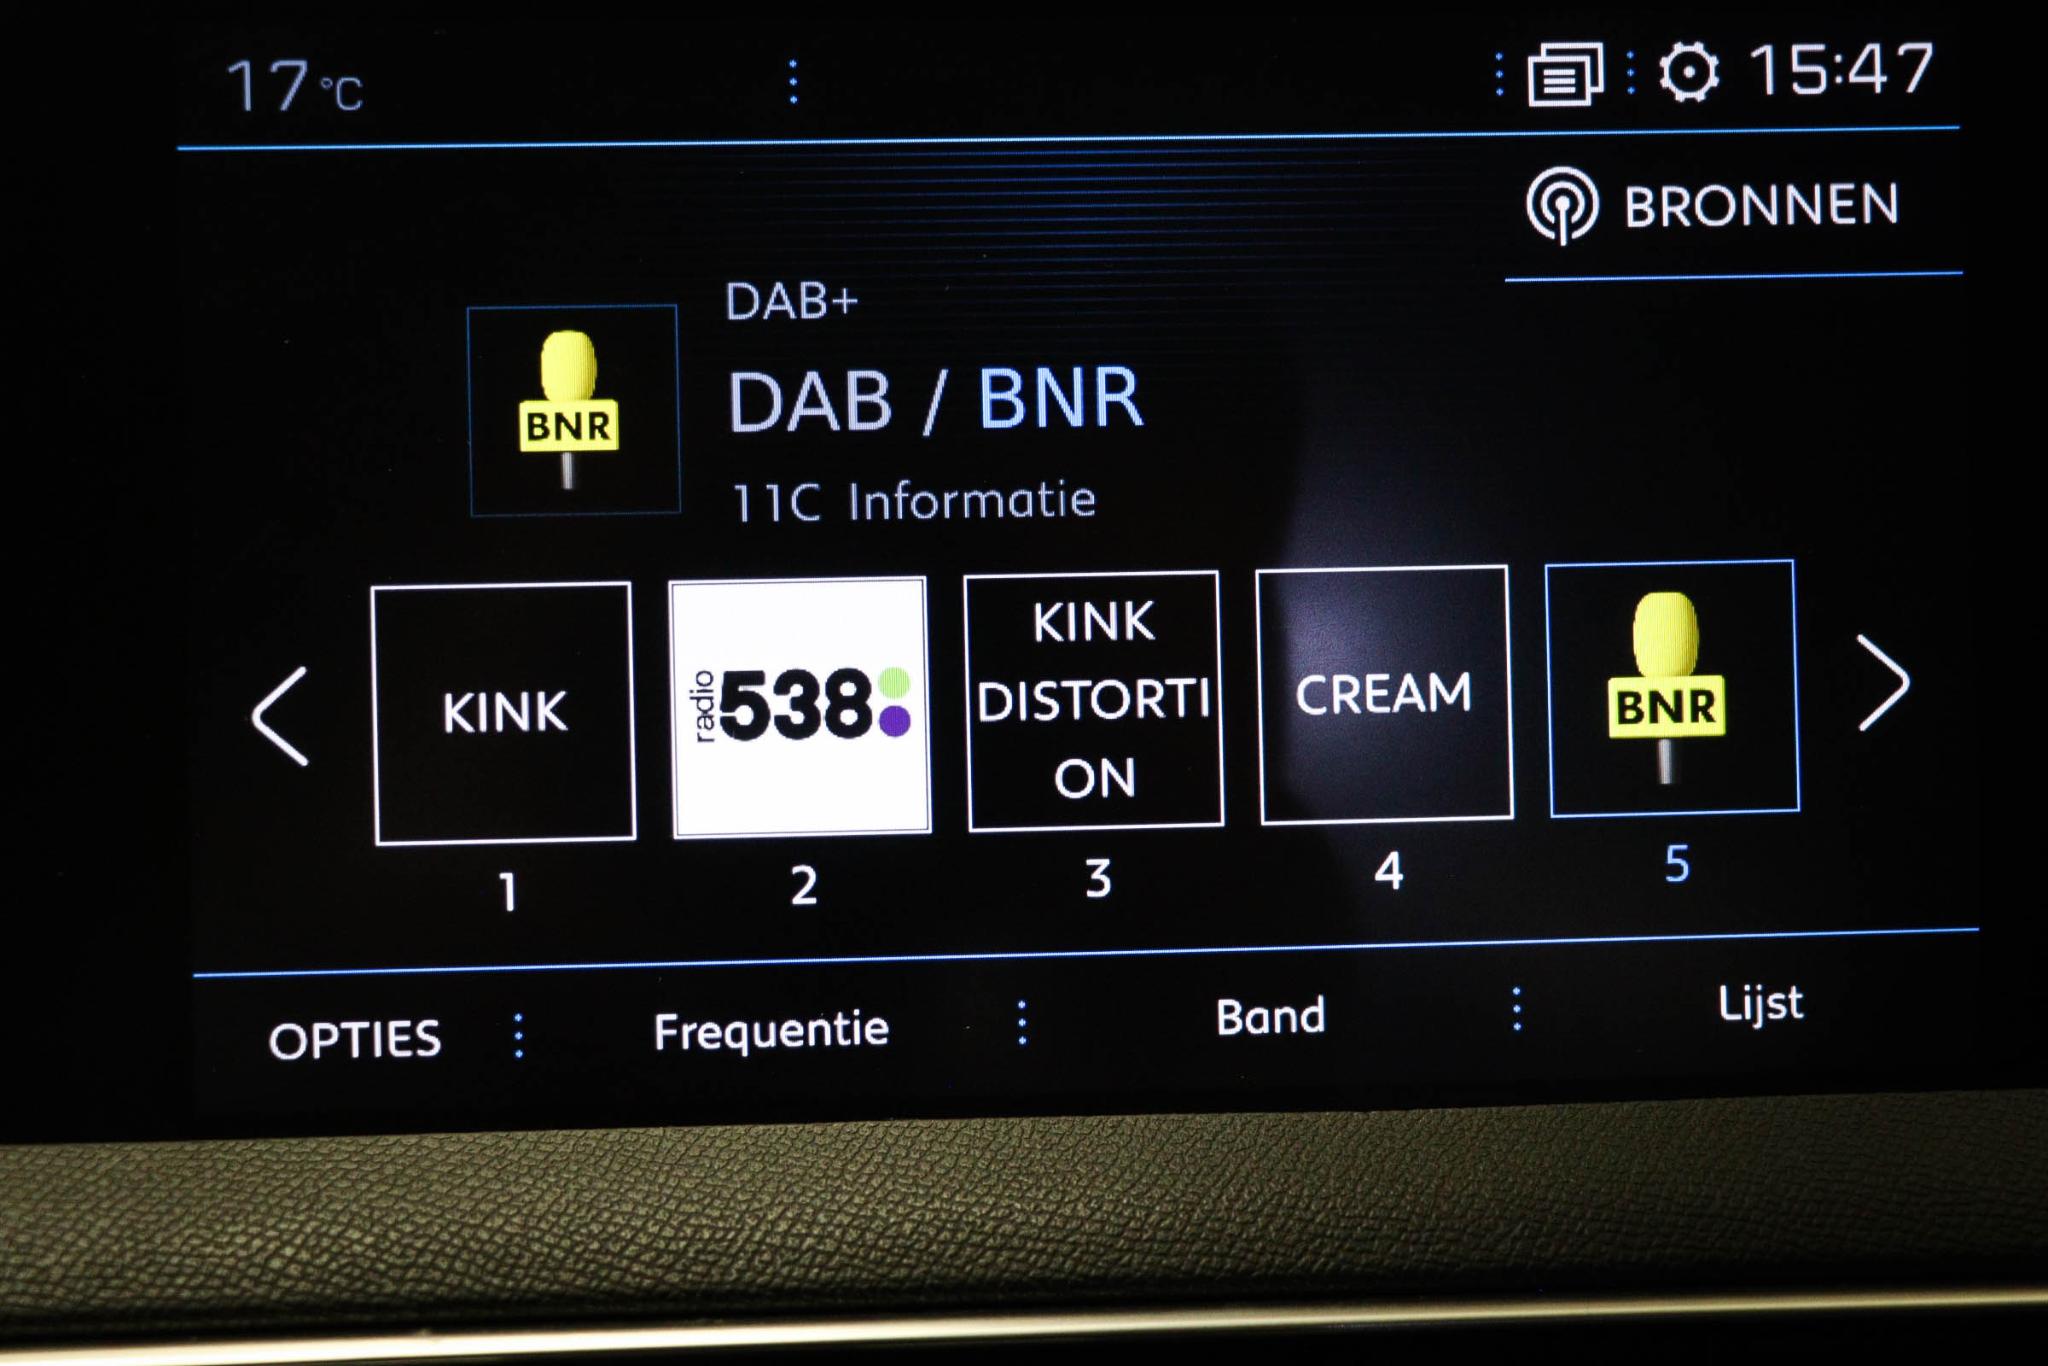 17 °C
15:47
BRONNEN
DAB+
DAB / BNR
11C Informatie
BNR
KINK
radio 538
KINK
DISTORTI
ON
CREAM
BNR
1 2 3 4 5
OPTIES Frequentie Band Lijst